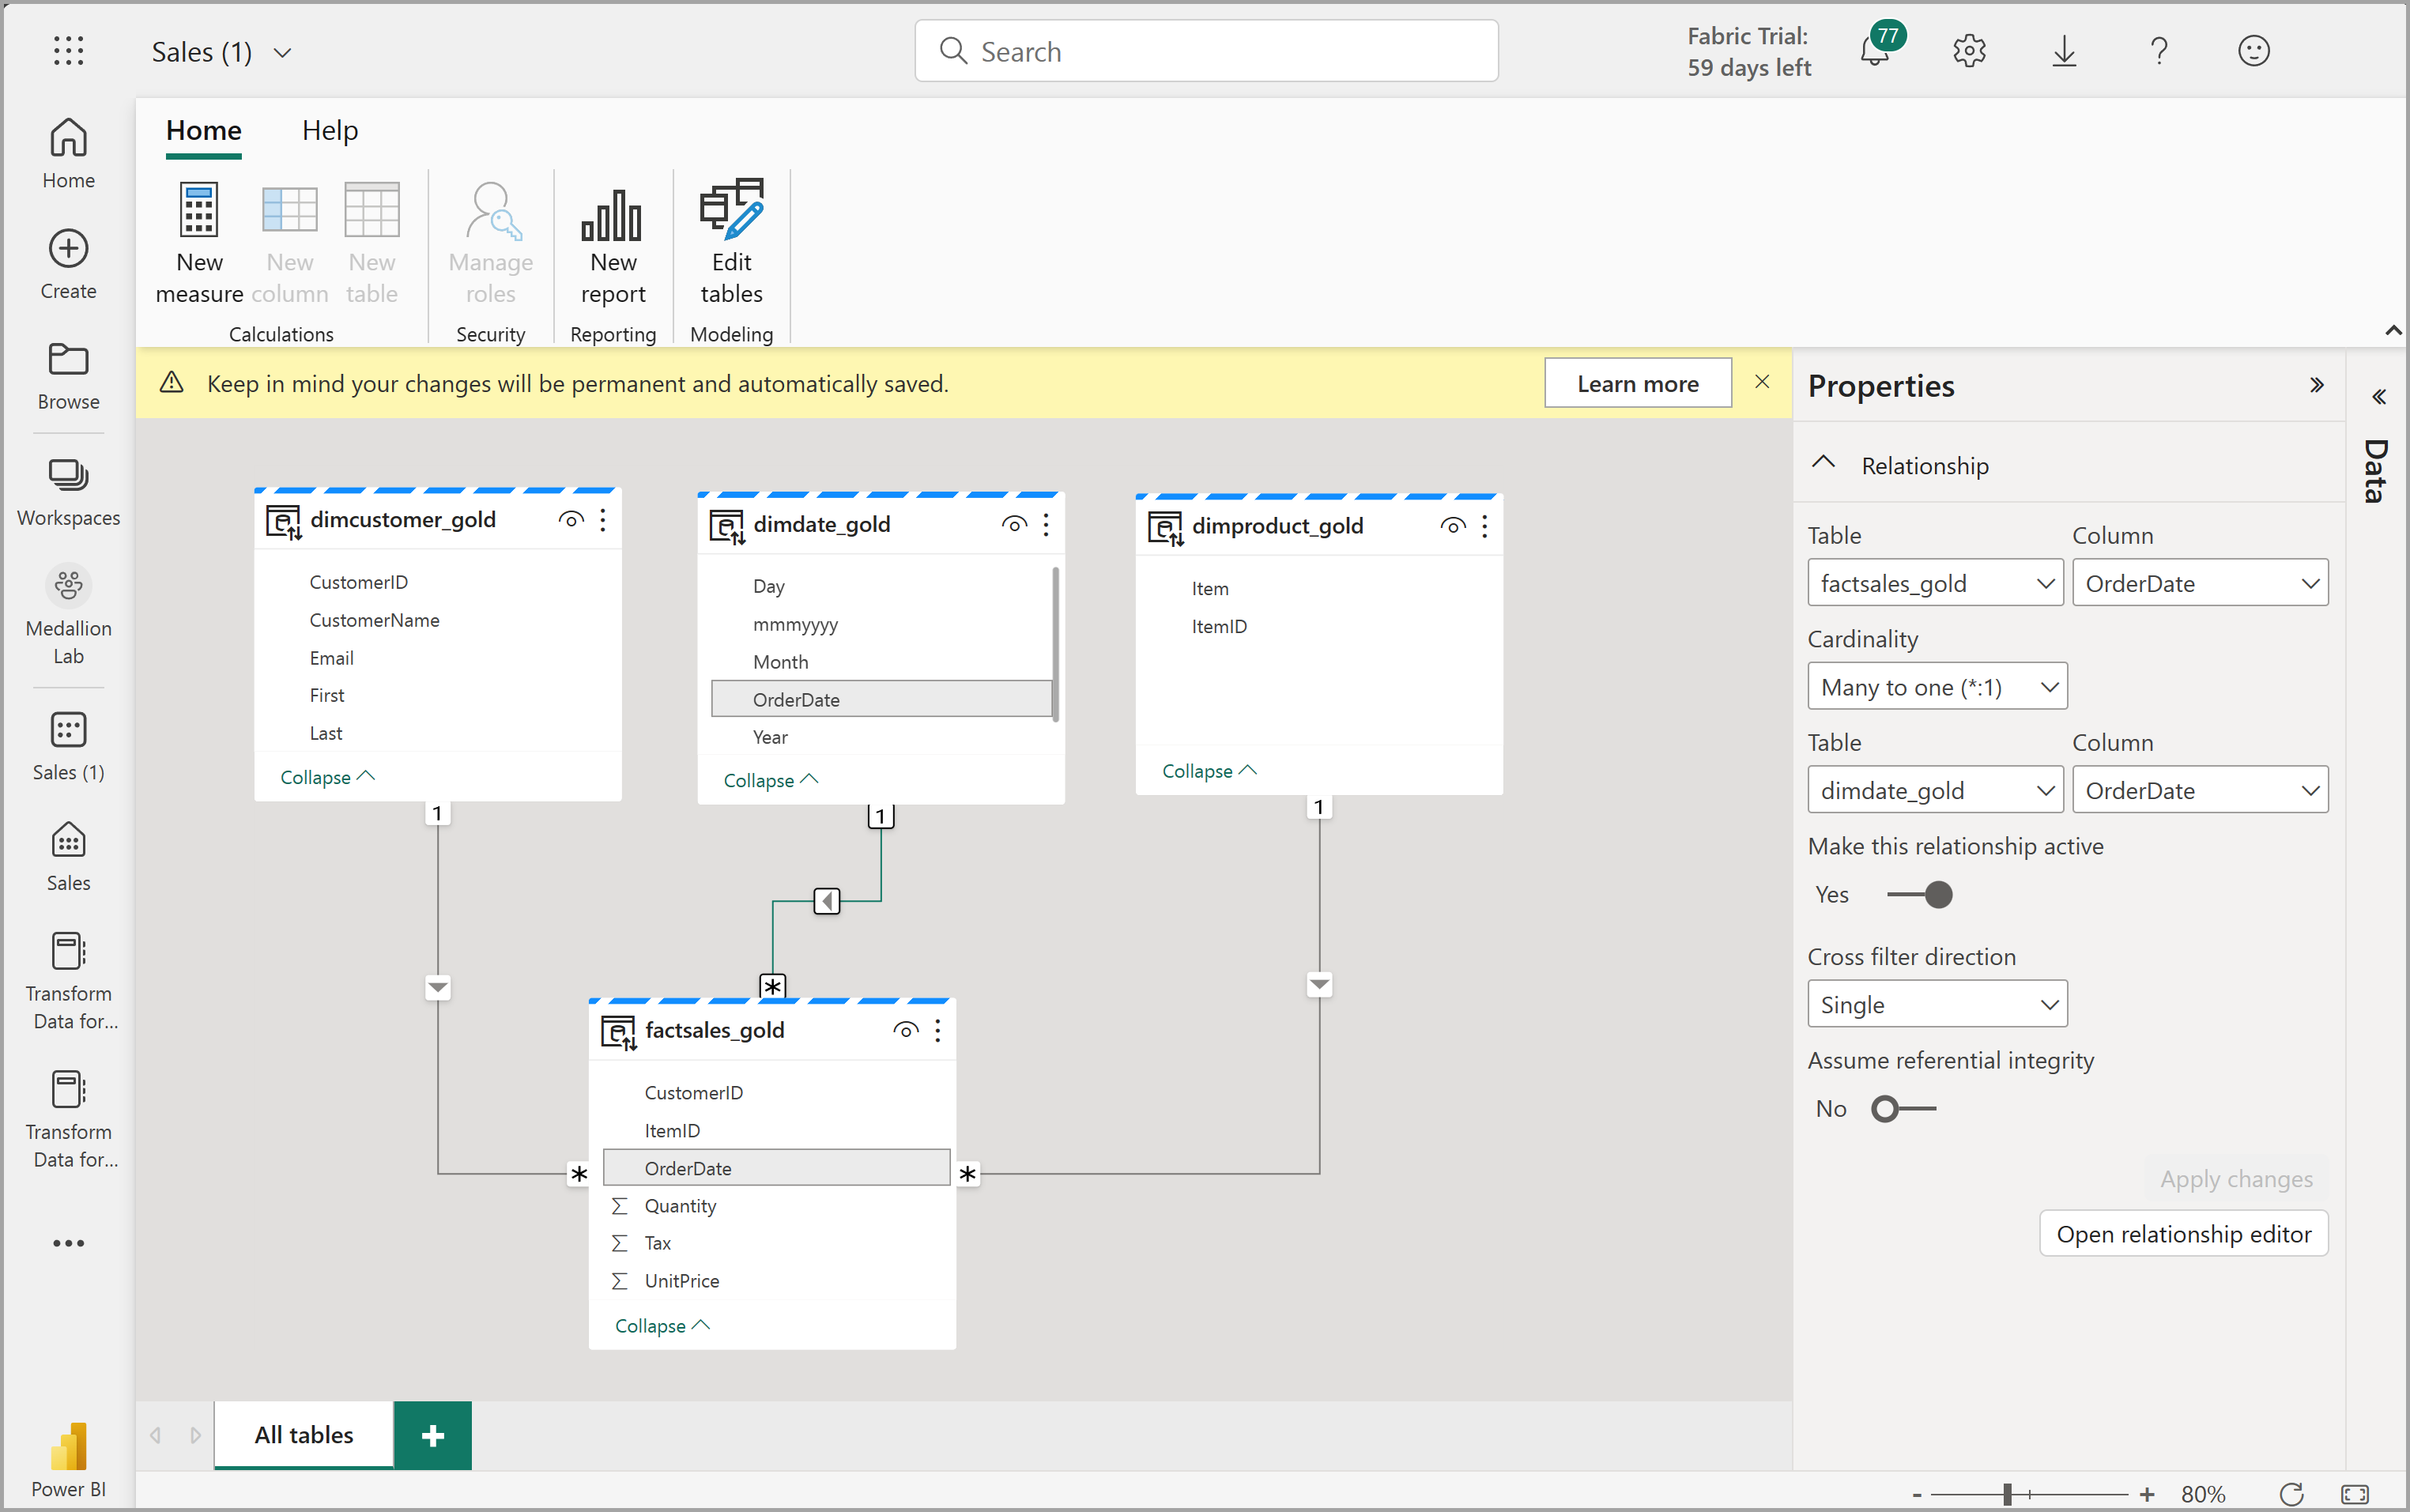 Sales (1)
Search
Fabric Trial:
59 days left
77
?
Home
Create
Browse
Workspaces
Medallion
Lab
Sales (1)
Sales
Transform
Data for...
Transform
Data for...
Power BI
Home
Help
New
measure
New
column
New
table
Calculations
Manage
roles
Security
New
report
Reporting
Edit
tables
Modeling
Keep in mind your changes will be permanent and automatically saved.
Learn more
dimcustomer_gold
CustomerID
CustomerName
Email
First
Last
Collapse
1
dimdate_gold
Day
mmmyyyy
Month
OrderDate
Year
Collapse
1
dimproduct_gold
Item
ItemID
Collapse
1
*
factsales_gold
CustomerID
ItemID
OrderDate
Σ Quantity
Σ Tax
Σ UnitPrice
Collapse
*
*
All tables
+
Properties
Relationship
Table
Column
factsales_gold
OrderDate
Cardinality
Many to one (*:1)
Table
Column
dimdate_gold
OrderDate
Make this relationship active
Yes
Cross filter direction
Single
Assume referential integrity
No
Apply changes
Open relationship editor
Data
- + 80%